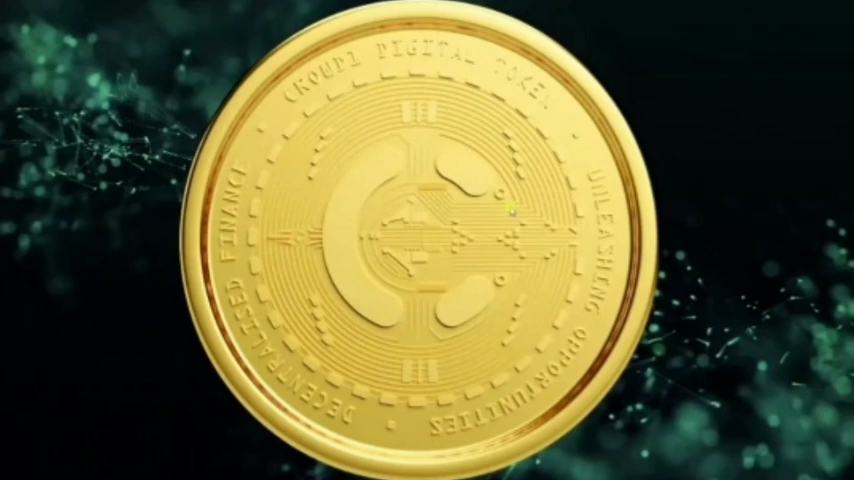 CROWD1 DIGITAL TOKEN
UNLEASHING OPPORTUNITIES
DECENTRALISED FINANCE